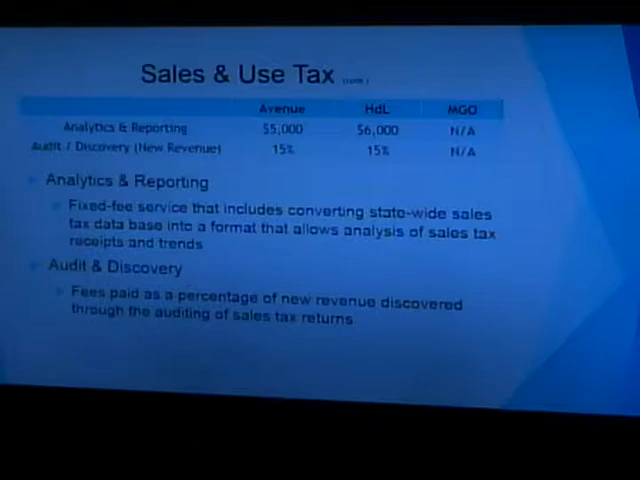 Sales & Use Tax (cont.)
Avenue HdL MGO
Analytics & Reporting $5,000 $6,000 N/A
Audit / Discovery (New Revenue) 15% 15% N/A
Analytics & Reporting
Fixed-fee service that includes converting state-wide sales
tax data base into a format that allows analysis of sales tax
receipts and trends
Audit & Discovery
Fees paid as a percentage of new revenue discovered
through the auditing of sales tax returns